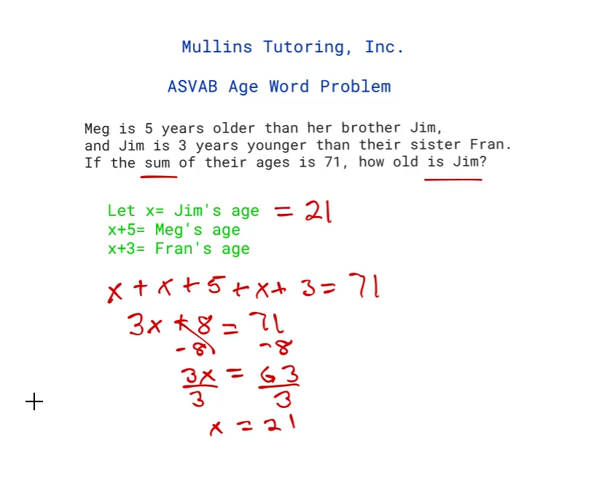 Mullins Tutoring, Inc.
ASVAB Age Word Problem
Meg is 5 years older than her brother Jim,
and Jim is 3 years younger than their sister Fran.
If the sum of their ages is 71, how old is Jim?
Let x= Jim's age = 21
x+5= Meg's age
x+3= Fran's age
x + x + 5 + x + 3 = 71
3x + 8 = 71
-8 -8
3x = 63
3 3
x = 21